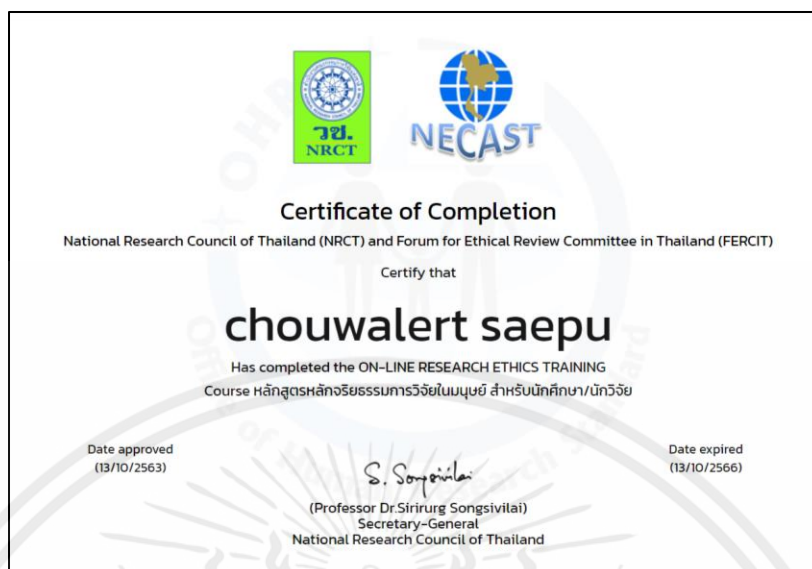 วช.
NRCT
NECAST
Certificate of Completion
National Research Council of Thailand (NRCT) and Forum for Ethical Review Committee in Thailand (FERCIT)
Certify that
chouwalert saepu
Has completed the ON-LINE RESEARCH ETHICS TRAINING
Course หลักสูตรหลักจริยธรรมการวิจัยในมนุษย์ สำหรับนักศึกษา/นักวิจัย
Date approved
(13/10/2563)
Date expired
(13/10/2566)
S. Songsivilai
(Professor Dr.Sirirurg Songsivilai)
Secretary-General
National Research Council of Thailand